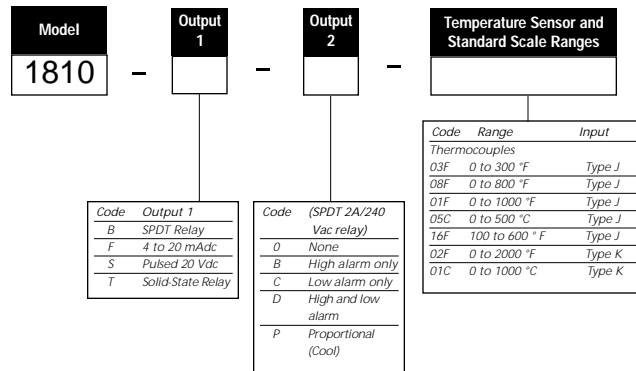 Model
Output
1
Output
2
Temperature Sensor and
Standard Scale Ranges
1810 – – –
Code Output 1
B SPDT Relay
F 4 to 20 mAdc
S Pulsed 20 Vdc
T Solid-State Relay
Code (SPDT 2A/240
Vac relay)
0 None
B High alarm only
C Low alarm only
D High and low
alarm
P Proportional
(Cool)
Code Range Input
Thermocouples
03F 0 to 300 °F Type J
08F 0 to 800 °F Type J
01F 0 to 1000 °F Type J
05C 0 to 500 °C Type J
16F 100 to 600 ° F Type J
02F 0 to 2000 °F Type K
01C 0 to 1000 °C Type K